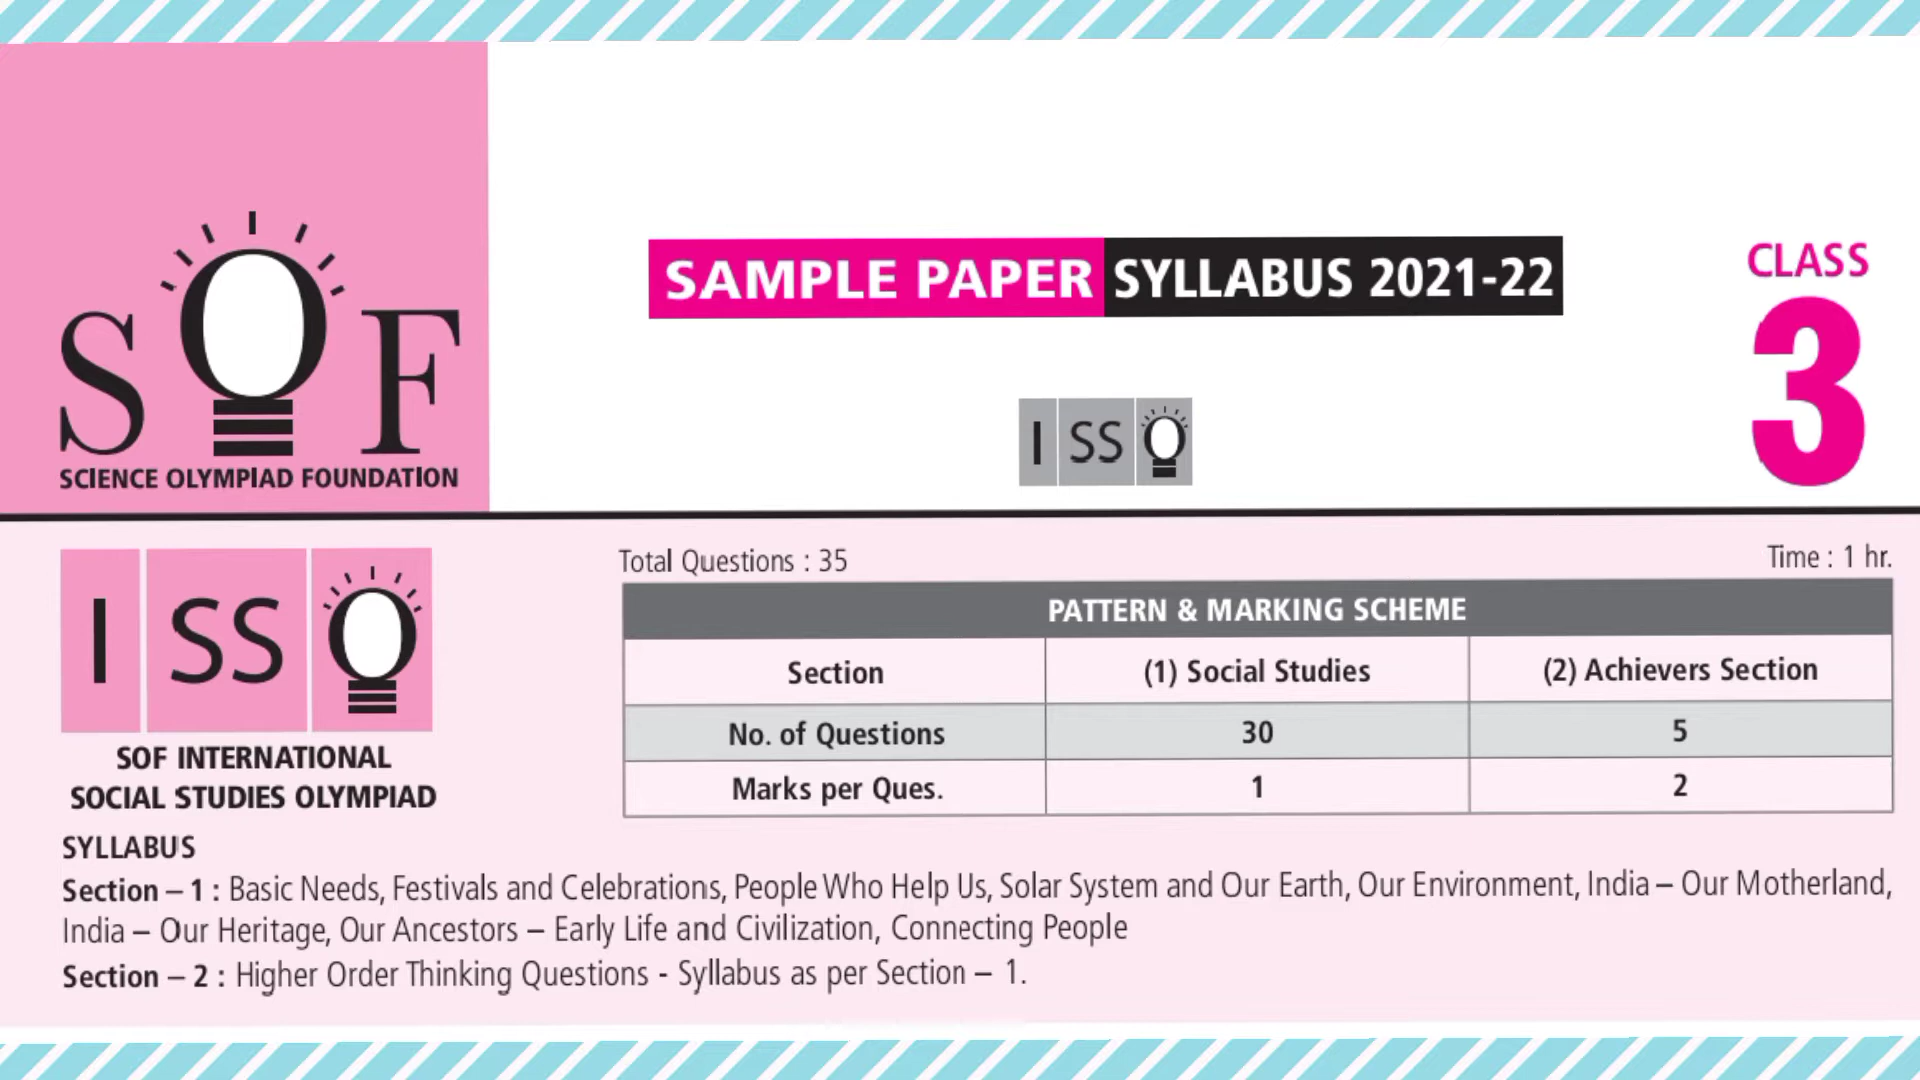 SOF
SCIENCE OLYMPIAD FOUNDATION
SAMPLE PAPER SYLLABUS 2021-22
CLASS
3
ISSO
ISSO
SOF INTERNATIONAL
SOCIAL STUDIES OLYMPIAD
Total Questions : 35
Time : 1 hr.
PATTERN & MARKING SCHEME
Section (1) Social Studies (2) Achievers Section
No. of Questions 30 5
Marks per Ques. 1 2
SYLLABUS
Section – 1 : Basic Needs, Festivals and Celebrations, People Who Help Us, Solar System and Our Earth, Our Environment, India – Our Motherland,
India – Our Heritage, Our Ancestors – Early Life and Civilization, Connecting People
Section – 2 : Higher Order Thinking Questions - Syllabus as per Section – 1.